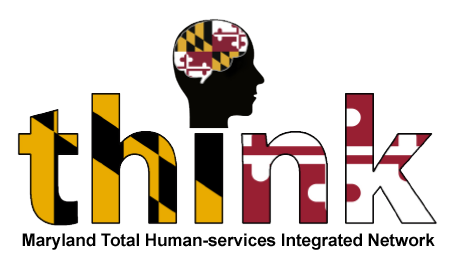 think
Maryland Total Human-services Integrated Network